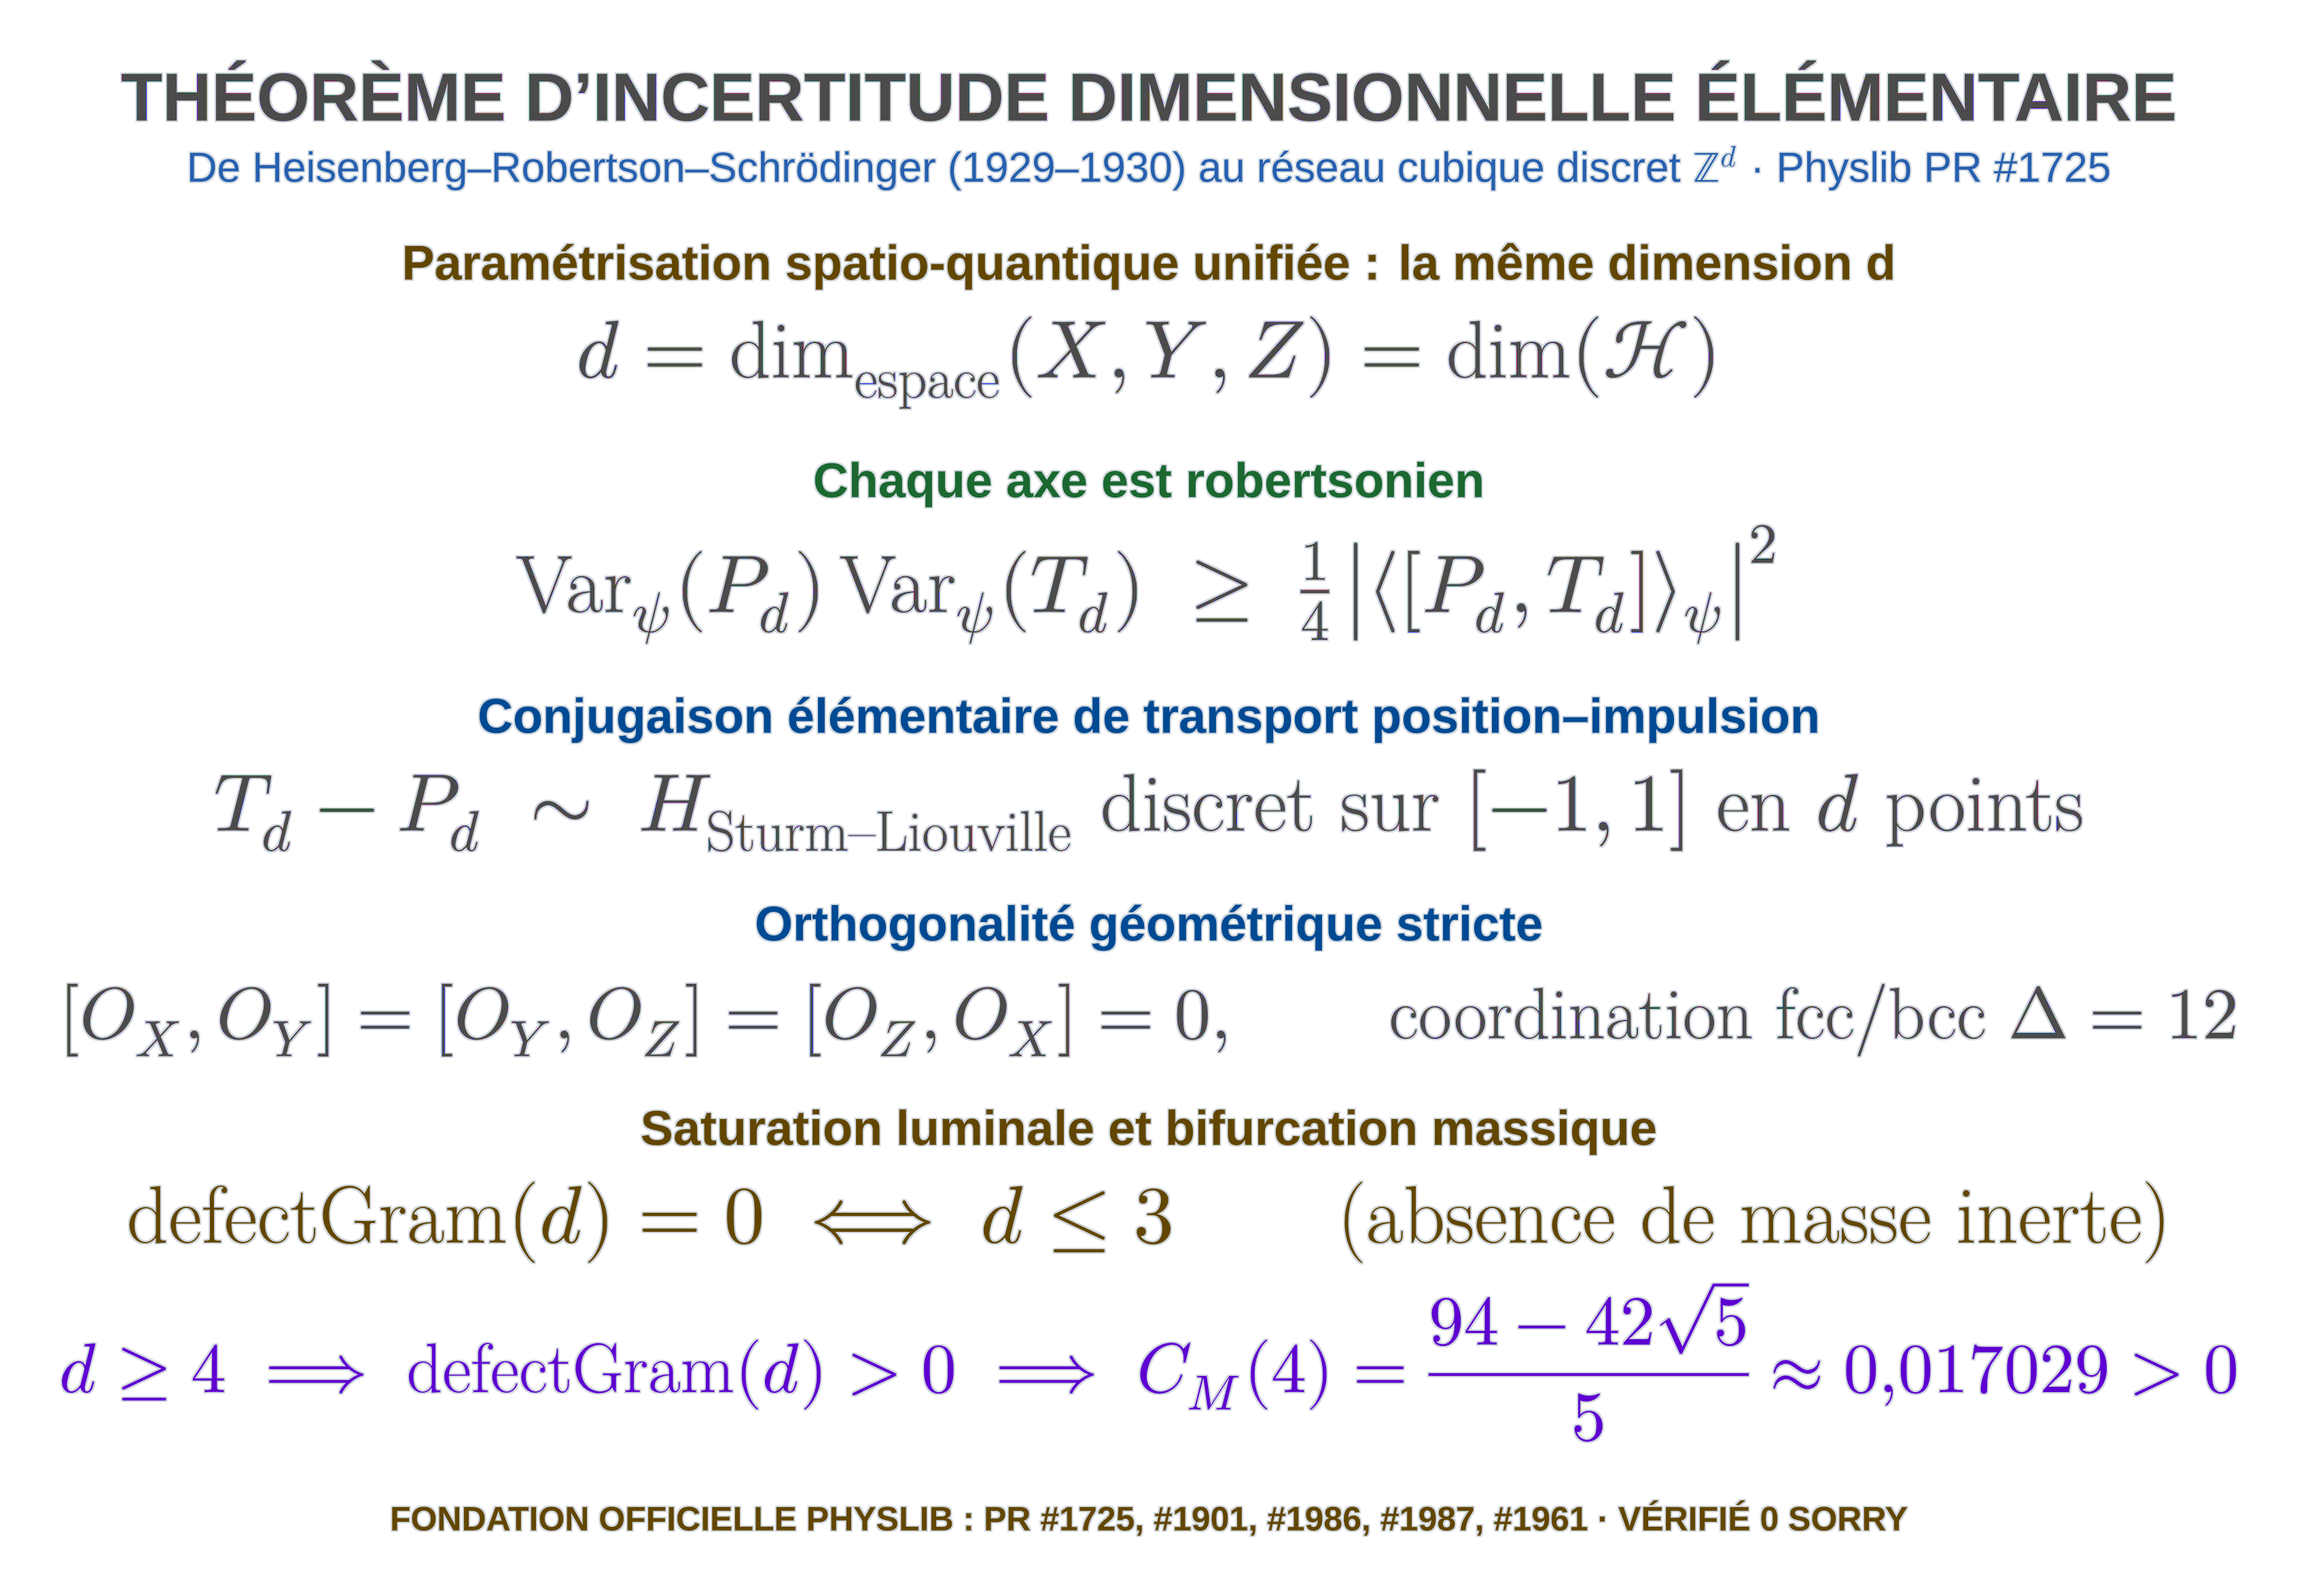 THÉORÈME D’INCERTITUDE DIMENSIONNELLE ÉLÉMENTAIRE
De Heisenberg–Robertson–Schrödinger (1929–1930) au réseau cubique discret ℤ^d · Physlib PR #1725
Paramétrisation spatio-quantique unifiée : la même dimension d
d = dim_espace(X, Y, Z) = dim(ℋ)
Chaque axe est robertsonien
Var_ψ(P_d) Var_ψ(T_d) ≥ 1/4 |⟨[P_d, T_d]⟩_ψ|²
Conjugaison élémentaire de transport position–impulsion
T_d − P_d ∼ H_Sturm–Liouville discret sur [−1, 1] en d points
Orthogonalité géométrique stricte
[O_X, O_Y] = [O_Y, O_Z] = [O_Z, O_X] = 0, coordination fcc/bcc Δ = 12
Saturation luminale et bifurcation massique
defectGram(d) = 0 ⟺ d ≤ 3 (absence de masse inerte)
d ≥ 4 ⟹ defectGram(d) > 0 ⟹ C_M(4) = (94 − 42√5)/5 ≈ 0,017029 > 0
FONDATION OFFICIELLE PHYSLIB : PR #1725, #1901, #1986, #1987, #1961 · VÉRIFIÉ 0 SORRY